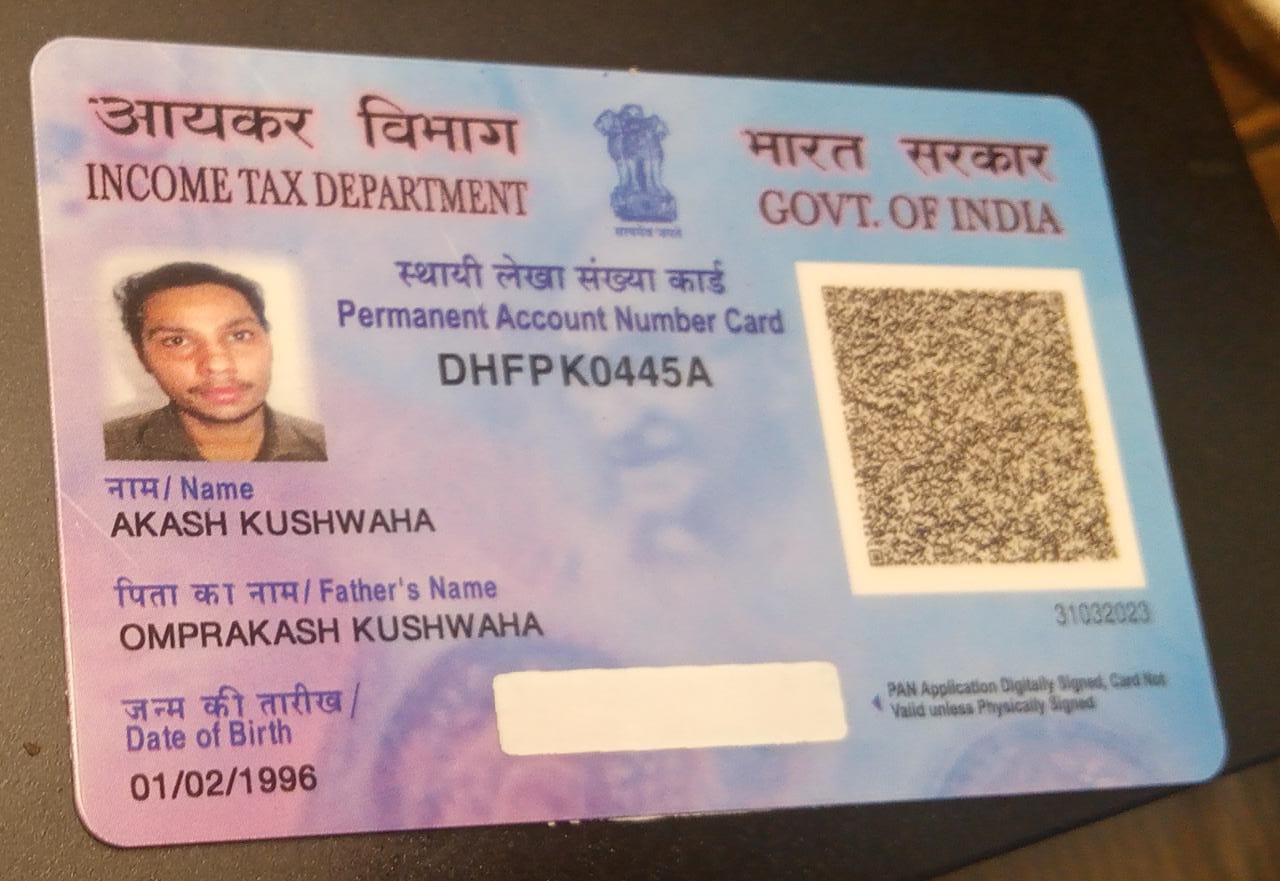 आयकर विभाग
INCOME TAX DEPARTMENT
सत्यमेव जयते
भारत सरकार
GOVT. OF INDIA
स्थायी लेखा संख्या कार्ड
Permanent Account Number Card
DHFPK0445A
नाम/ Name
AKASH KUSHWAHA
पिता का नाम/ Father's Name
OMPRAKASH KUSHWAHA
31032023
जन्म की तारीख/
Date of Birth
01/02/1996
PAN Application Digitally Signed, Card Not
Valid unless Physically Signed